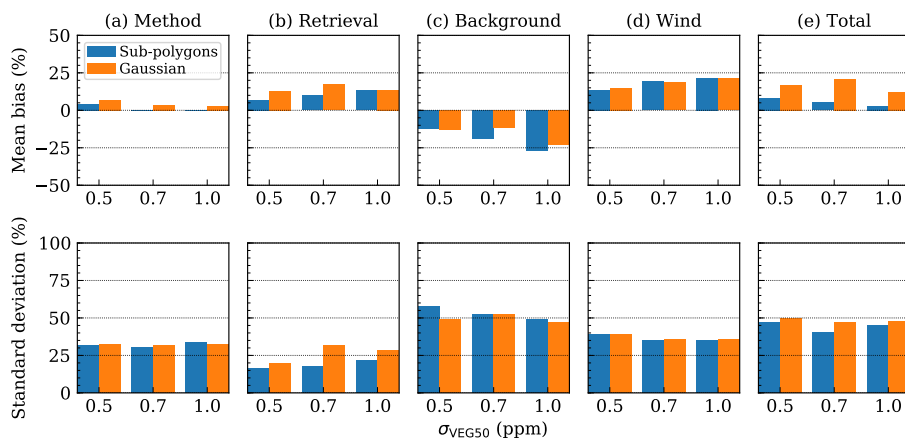 (a) Method (b) Retrieval (c) Background (d) Wind (e) Total
Mean bias (%)
50
25
0
−25
−50
Sub-polygons
Gaussian
0.5 0.7 1.0 0.5 0.7 1.0 0.5 0.7 1.0 0.5 0.7 1.0 0.5 0.7 1.0
Standard deviation (%)
100
75
50
25
0
0.5 0.7 1.0 0.5 0.7 1.0 0.5 0.7 1.0 0.5 0.7 1.0 0.5 0.7 1.0
σVEG50 (ppm)